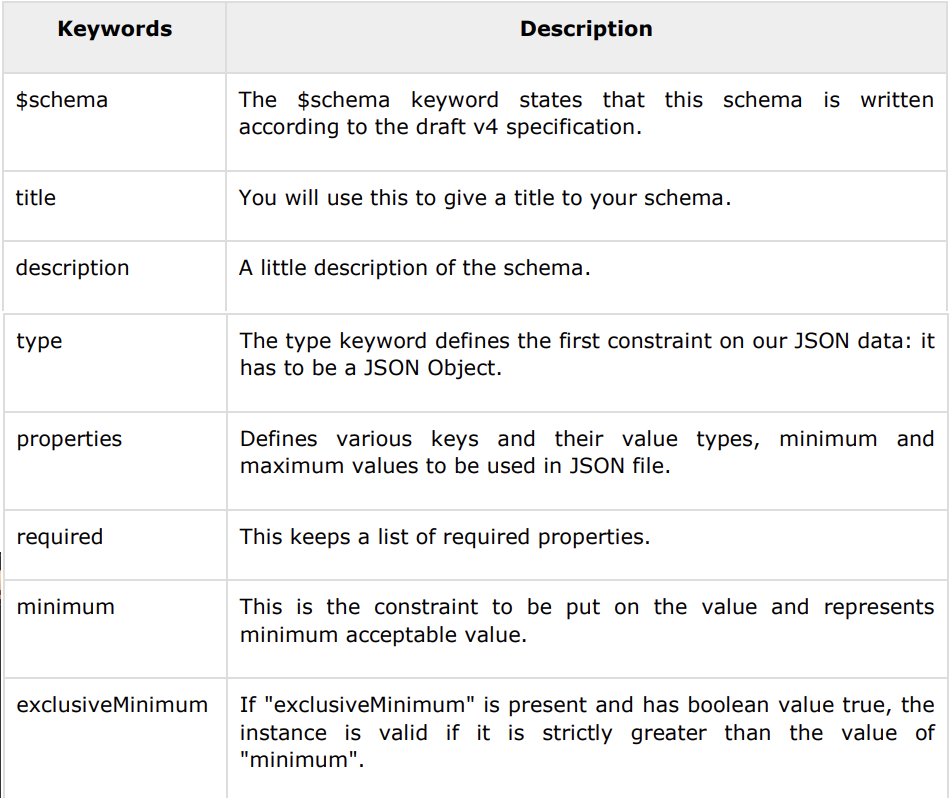 Keywords Description
$schema The $schema keyword states that this schema is written
according to the draft v4 specification.
title You will use this to give a title to your schema.
description A little description of the schema.
type The type keyword defines the first constraint on our JSON data: it
has to be a JSON Object.
properties Defines various keys and their value types, minimum and
maximum values to be used in JSON file.
required This keeps a list of required properties.
minimum This is the constraint to be put on the value and represents
minimum acceptable value.
exclusiveMinimum If "exclusiveMinimum" is present and has boolean value true, the
instance is valid if it is strictly greater than the value of
"minimum".